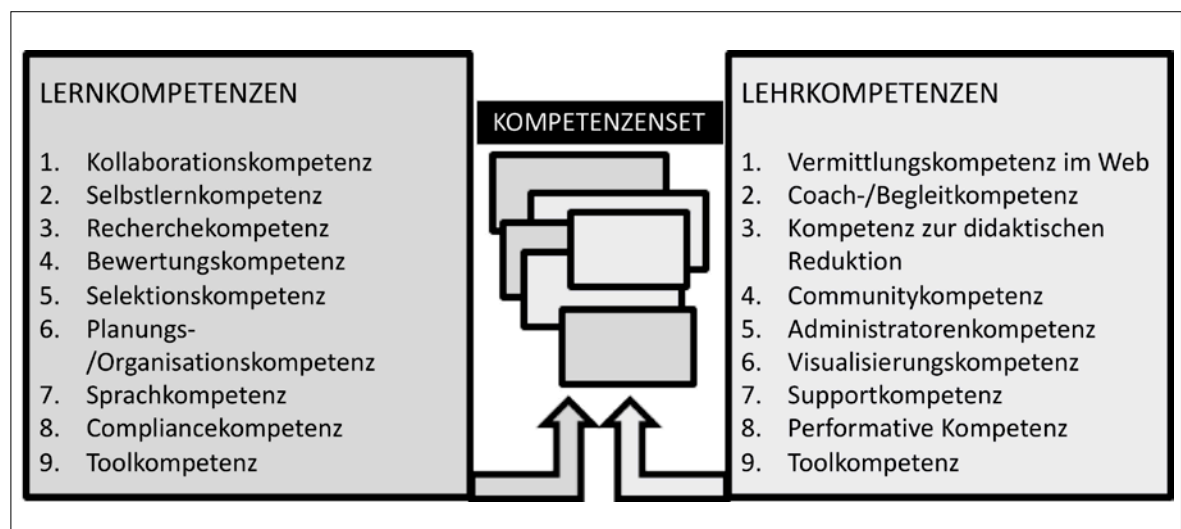 LERNKOMPETENZEN
1. Kollaborationskompetenz
2. Selbstlernkompetenz
3. Recherchekompetenz
4. Bewertungskompetenz
5. Selektionskompetenz
6. Planungs-
/Organisationskompetenz
7. Sprachkompetenz
8. Compliancekompetenz
9. Toolkompetenz
KOMPETENZENSET
LEHRKOMPETENZEN
1. Vermittlungskompetenz im Web
2. Coach-/Begleitkompetenz
3. Kompetenz zur didaktischen
Reduktion
4. Communitykompetenz
5. Administratorenkompetenz
6. Visualisierungskompetenz
7. Supportkompetenz
8. Performative Kompetenz
9. Toolkompetenz